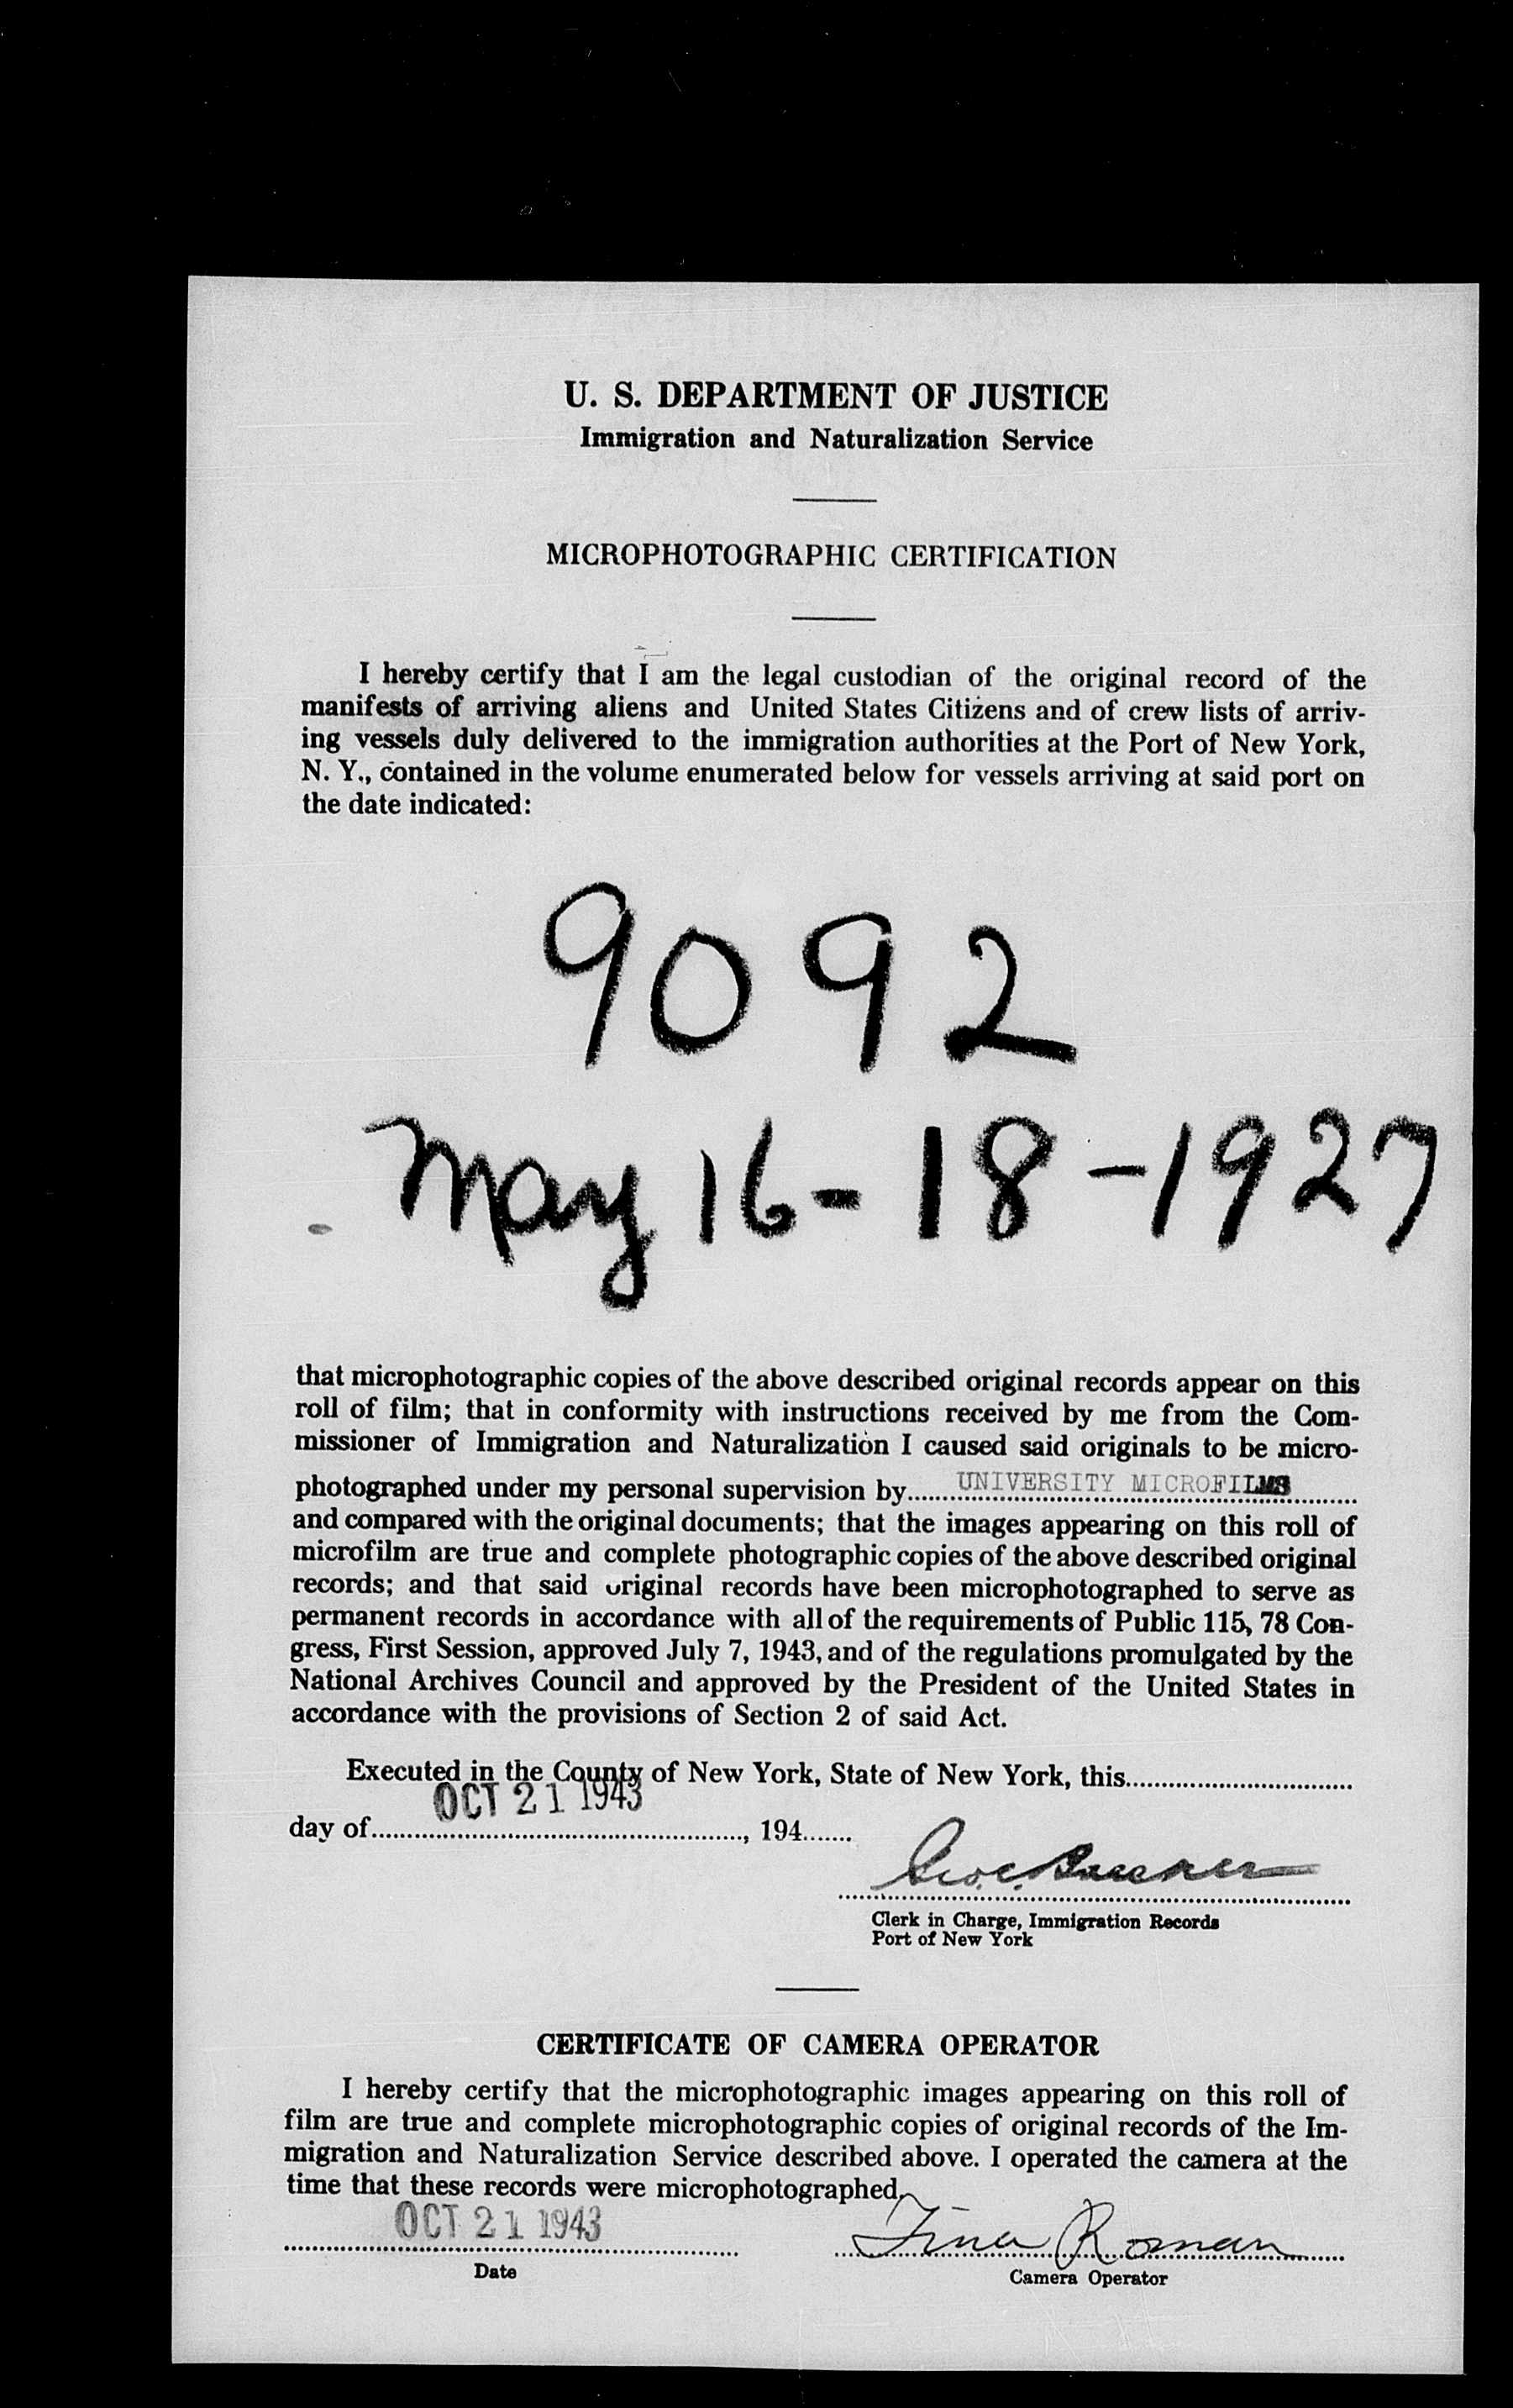 U. S. DEPARTMENT OF JUSTICE
Immigration and Naturalization Service
MICROPHOTOGRAPHIC CERTIFICATION
I hereby certify that I am the legal custodian of the original record of the
manifests of arriving aliens and United States Citizens and of crew lists of arriv-
ing vessels duly delivered to the immigration authorities at the Port of New York,
N. Y., contained in the volume enumerated below for vessels arriving at said port on
the date indicated:
9092
May 16-18-1927
that microphotographic copies of the above described original records appear on this
roll of film; that in conformity with instructions received by me from the Com-
missioner of Immigration and Naturalization I caused said originals to be micro-
photographed under my personal supervision by UNIVERSITY MICROFILMS
and compared with the original documents; that the images appearing on this roll of
microfilm are true and complete photographic copies of the above described original
records; and that said original records have been microphotographed to serve as
permanent records in accordance with all of the requirements of Public 115, 78 Con-
gress, First Session, approved July 7, 1943, and of the regulations promulgated by the
National Archives Council and approved by the President of the United States in
accordance with the provisions of Section 2 of said Act.
Executed in the County of New York, State of New York, this
OCT 21 1943
day of, 194
Clerk in Charge, Immigration Records
Port of New York
CERTIFICATE OF CAMERA OPERATOR
I hereby certify that the microphotographic images appearing on this roll of
film are true and complete microphotographic copies of original records of the Im-
migration and Naturalization Service described above. I operated the camera at the
time that these records were microphotographed.
OCT 21 1943 Tina Roman
Date Camera Operator